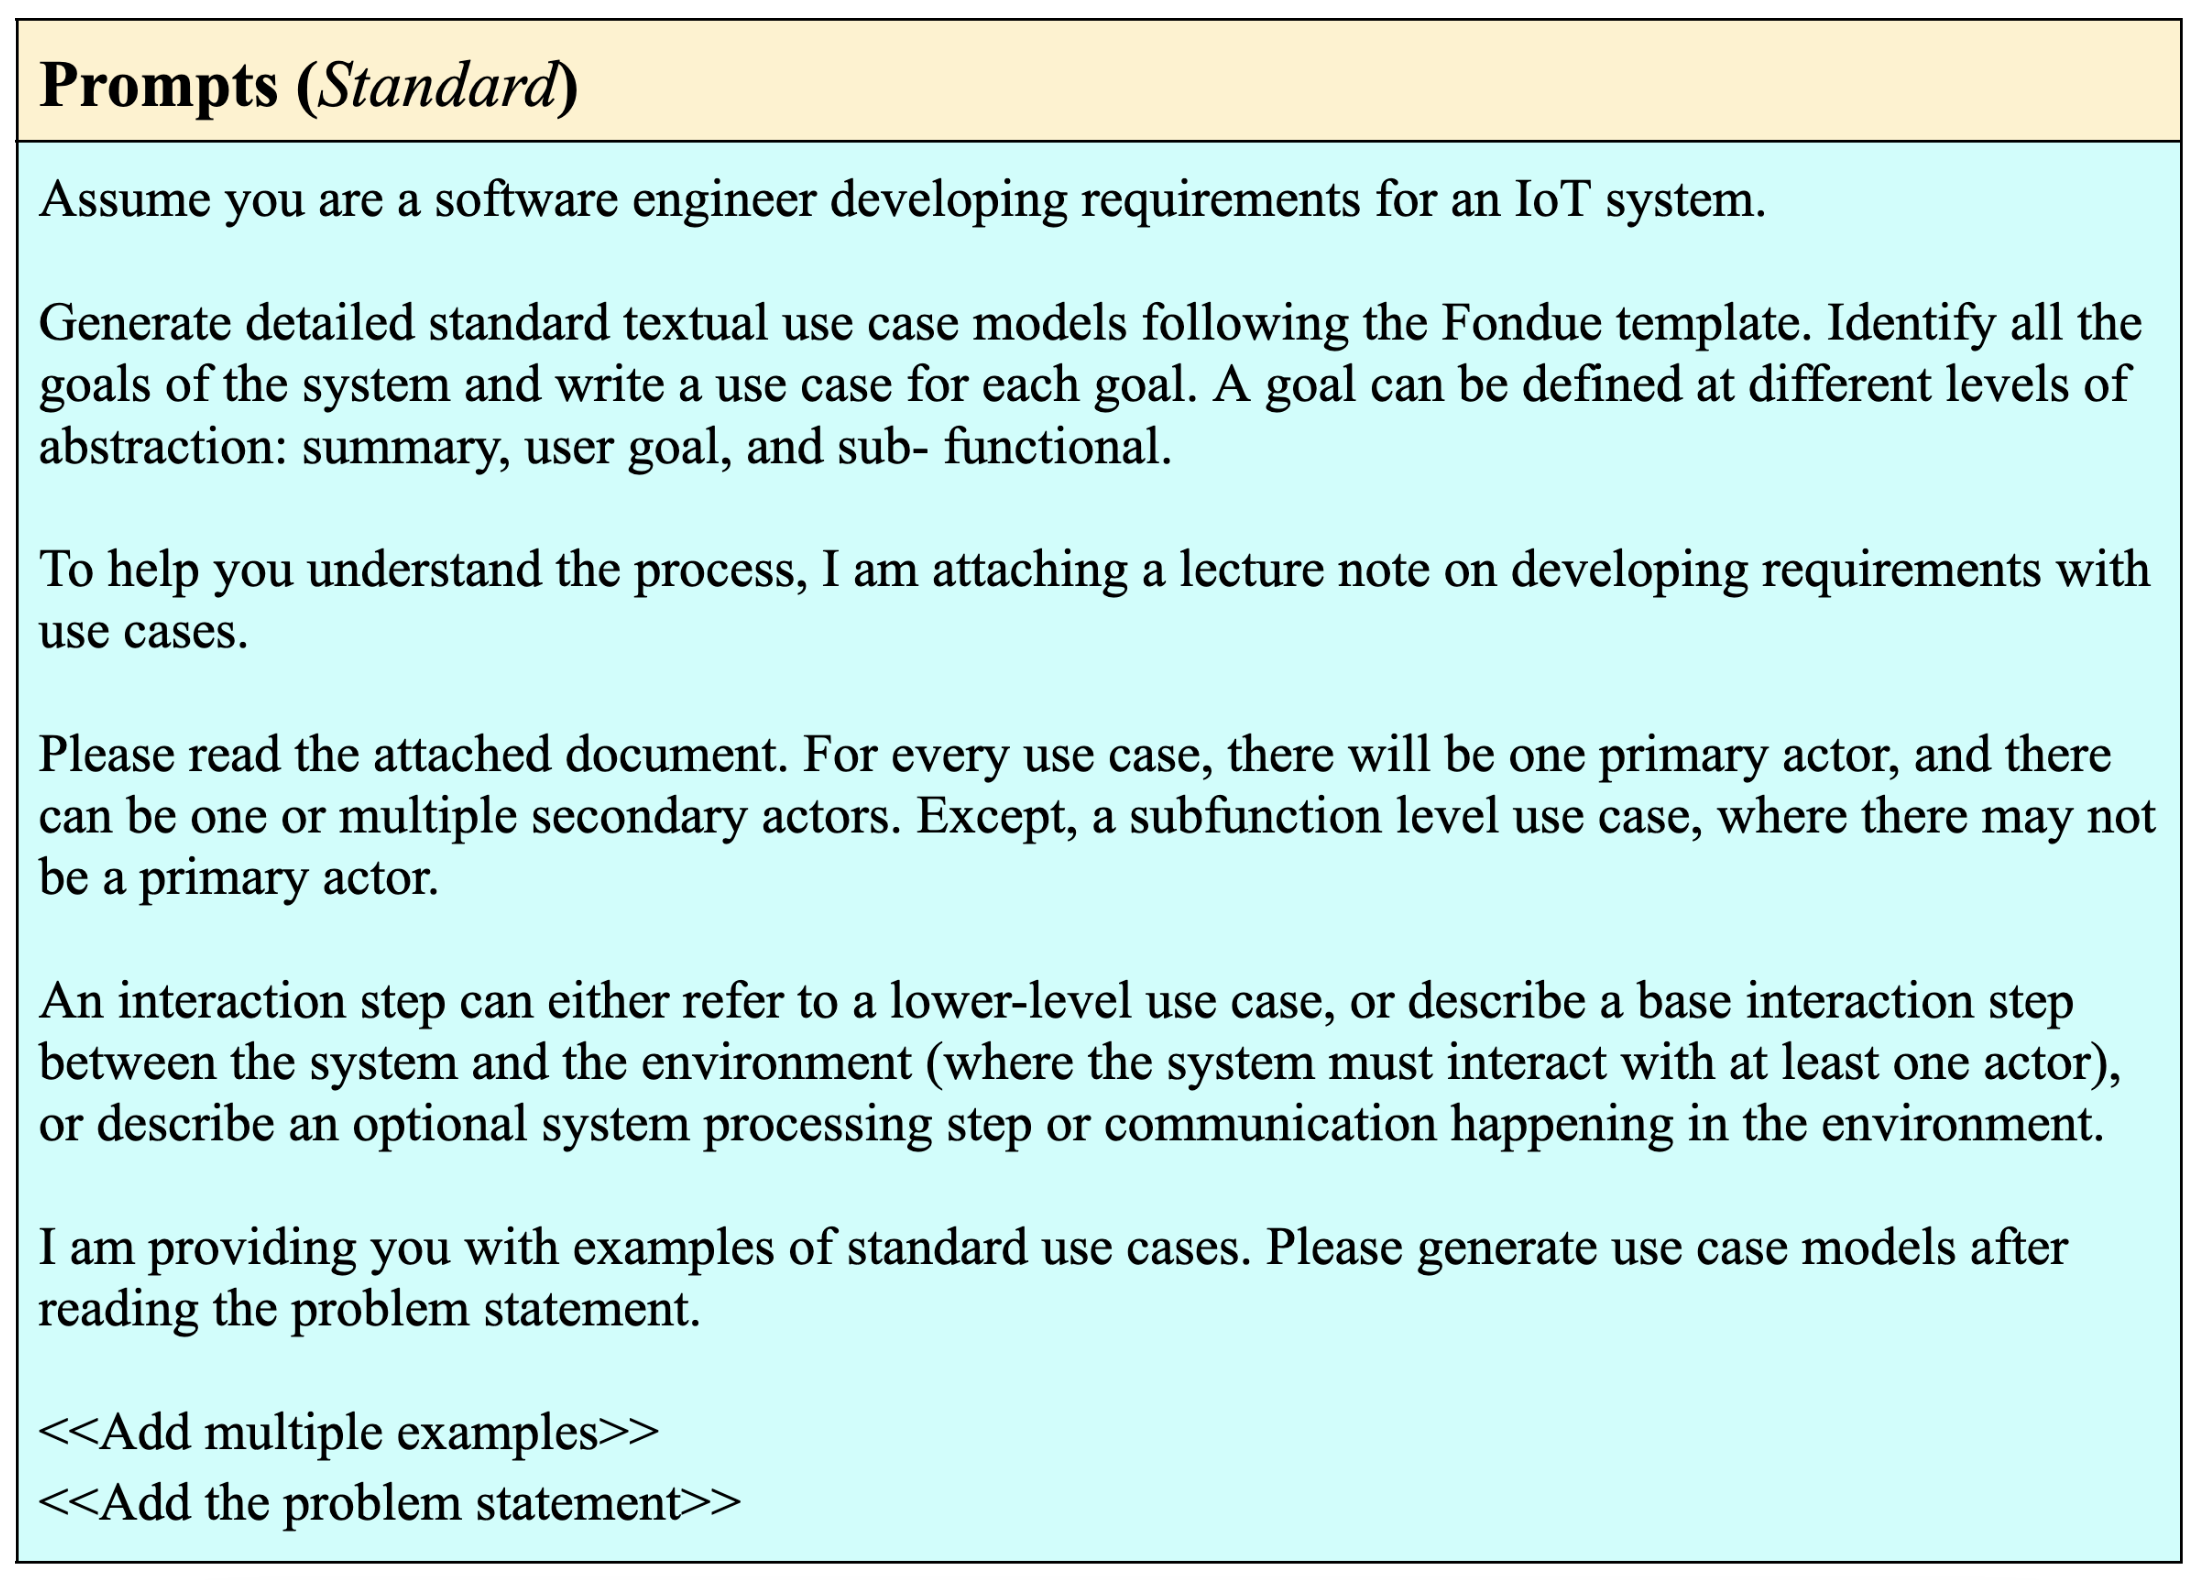 Prompts (Standard)
Assume you are a software engineer developing requirements for an IoT system.
Generate detailed standard textual use case models following the Fondue template. Identify all the
goals of the system and write a use case for each goal. A goal can be defined at different levels of
abstraction: summary, user goal, and sub- functional.
To help you understand the process, I am attaching a lecture note on developing requirements with
use cases.
Please read the attached document. For every use case, there will be one primary actor, and there
can be one or multiple secondary actors. Except, a subfunction level use case, where there may not
be a primary actor.
An interaction step can either refer to a lower-level use case, or describe a base interaction step
between the system and the environment (where the system must interact with at least one actor),
or describe an optional system processing step or communication happening in the environment.
I am providing you with examples of standard use cases. Please generate use case models after
reading the problem statement.
<<Add multiple examples>>
<<Add the problem statement>>